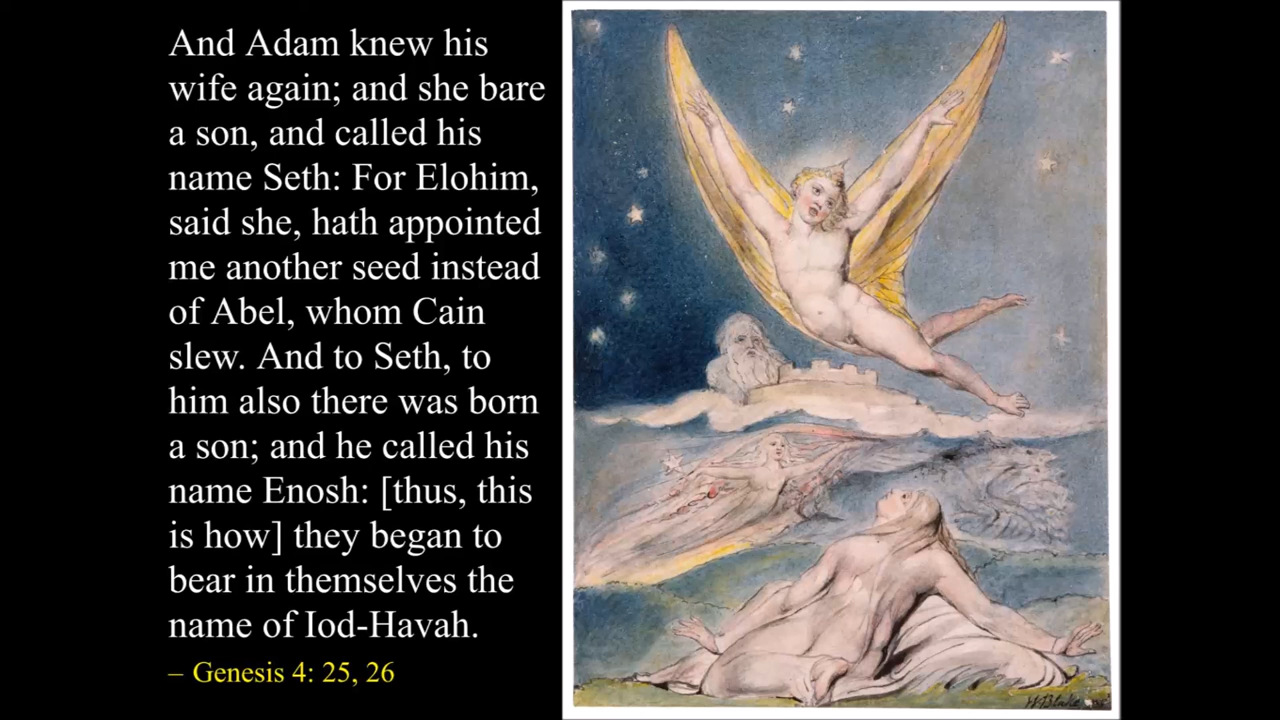 And Adam knew his
wife again; and she bare
a son, and called his
name Seth: For Elohim,
said she, hath appointed
me another seed instead
of Abel, whom Cain
slew. And to Seth, to
him also there was born
a son; and he called his
name Enosh: [thus, this
is how] they began to
bear in themselves the
name of Iod-Havah.
– Genesis 4: 25, 26
W Blake